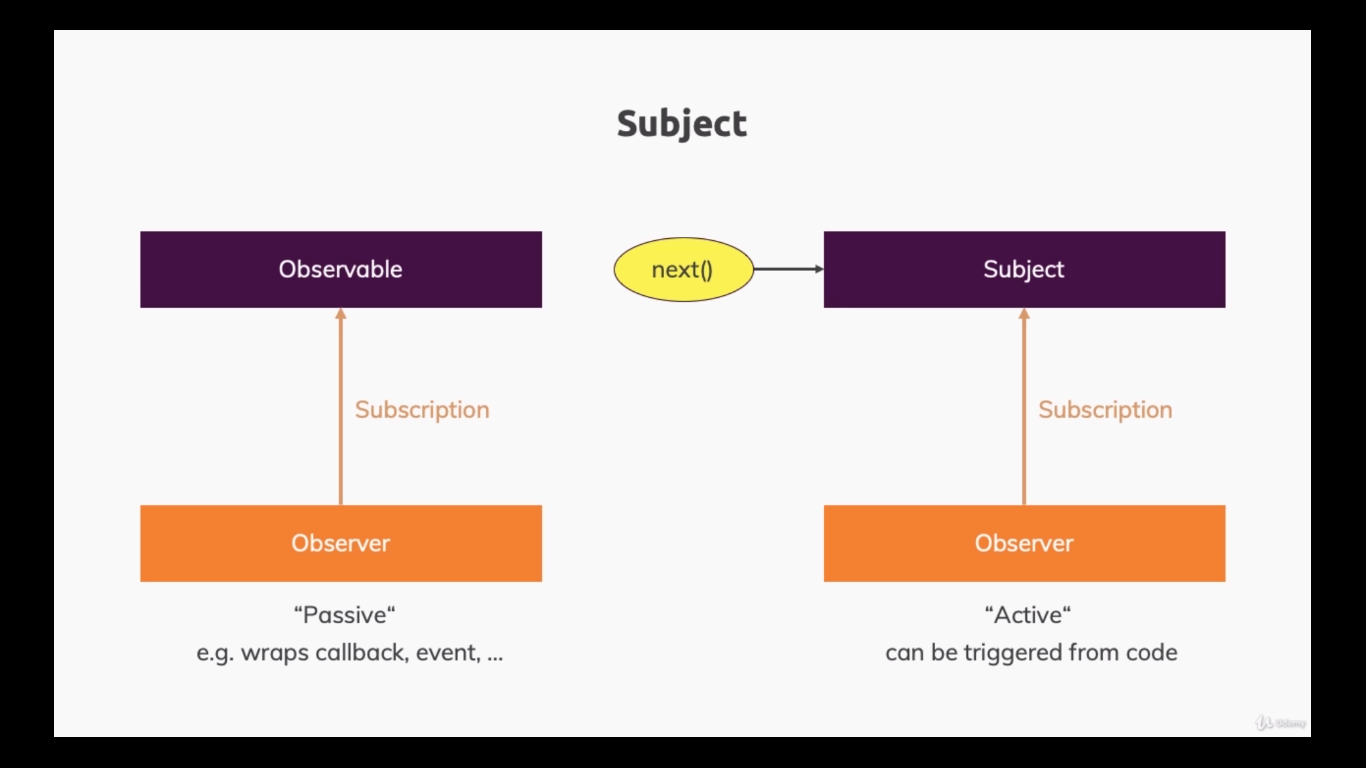 Subject
Observable
next()
Subject
Subscription
Subscription
Observer
Observer
“Passive“
e.g. wraps callback, event, ...
“Active“
can be triggered from code
Udemy